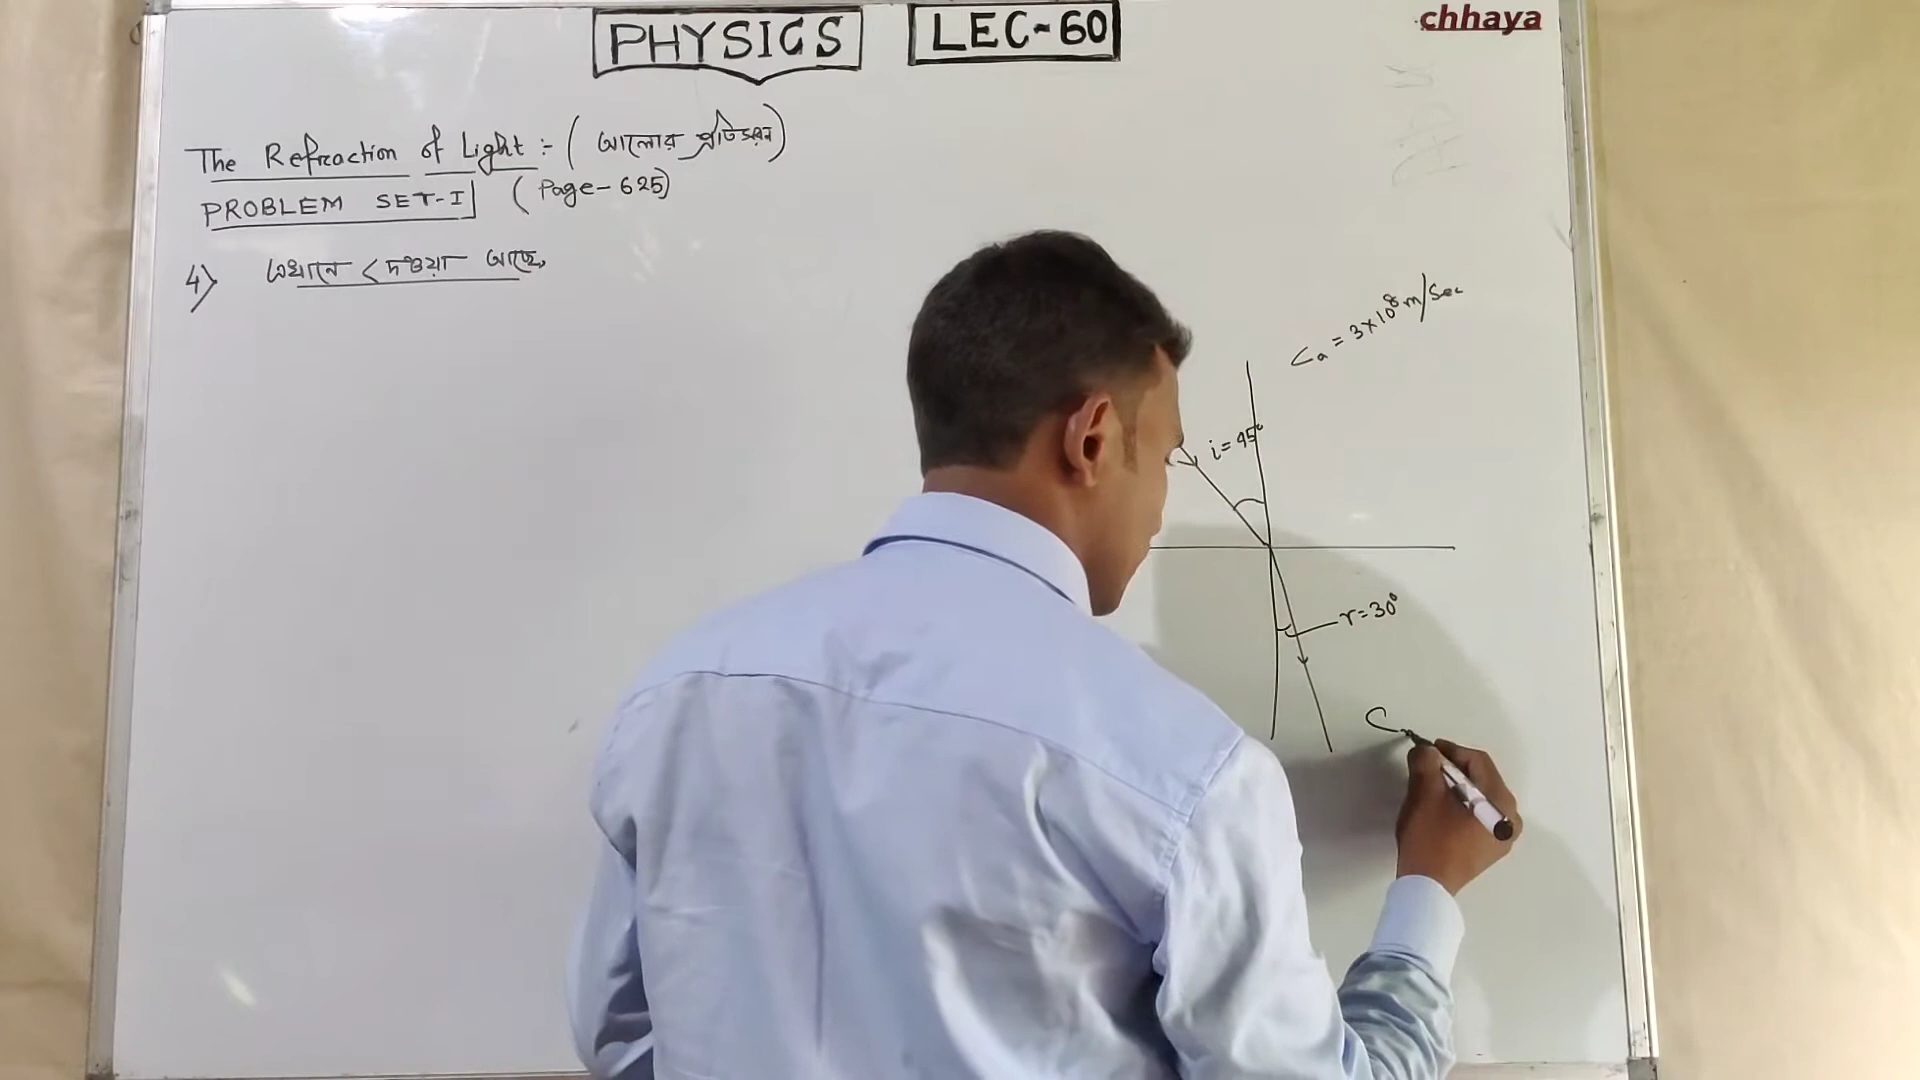 PHYSICS LEC-60
chhaya
The Refraction of Light :- (আলোর প্রতিসরণ)
PROBLEM SET-I (Page-625)
4) এখানে দেওয়া আছে,
Cₐ = 3×10⁸ m/Sec
i = 45°
r = 30°
C